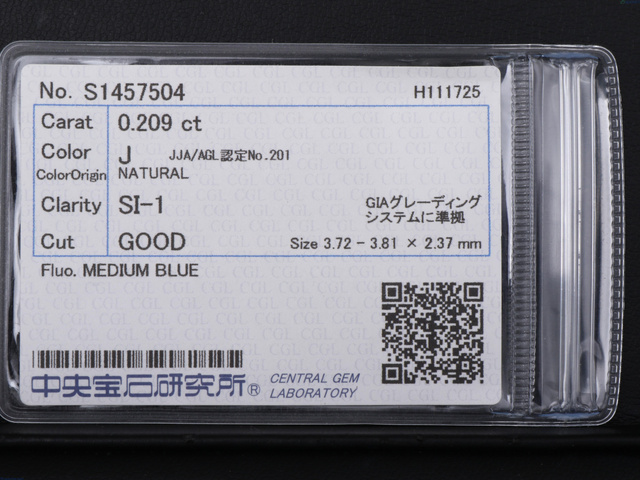 No. S1457504 H111725
Carat 0.209 ct
Color J JJA/AGL認定No.201
ColorOrigin NATURAL
Clarity SI-1 GIAグレーディング
システムに準拠
Cut GOOD Size 3.72 - 3.81 × 2.37 mm
Fluo. MEDIUM BLUE
中央宝石研究所® CENTRAL GEM
LABORATORY